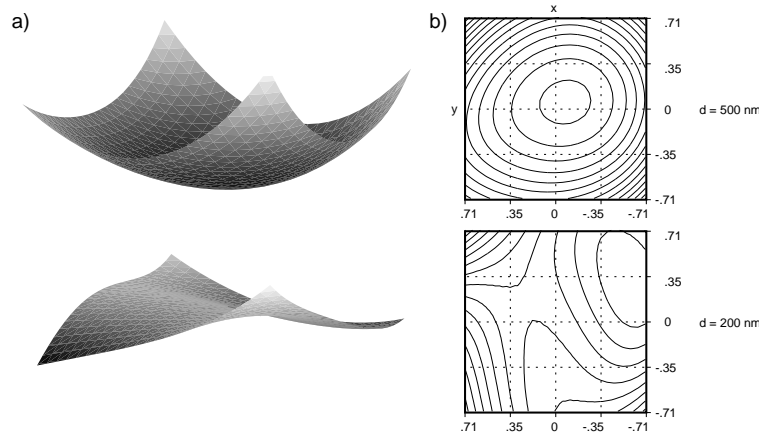 a)
b)
x
.71
.35
y
0
d = 500 nm
-.35
-.71
.71 .35 0 -.35 -.71
.71
.35
0
d = 200 nm
-.35
-.71
.71 .35 0 -.35 -.71